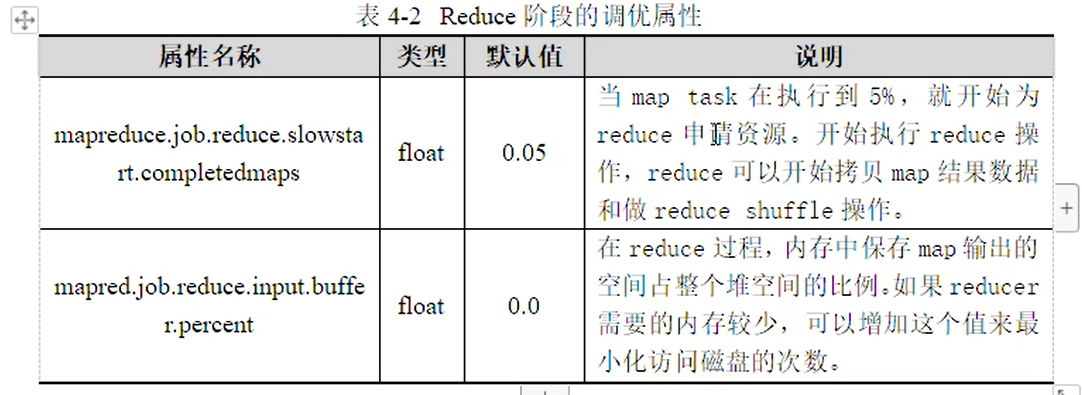 表 4-2 Reduce 阶段的调优属性
属性名称 类型 默认值 说明
mapreduce.job.reduce.slowsta
rt.completedmaps
float
0.05
当 map task 在执行到 5%，就开始为
reduce 申请资源。开始执行 reduce 操
作，reduce 可以开始拷贝 map 结果数据
和做 reduce shuffle 操作。
mapred.job.reduce.input.buffe
r.percent
float
0.0
在 reduce 过程，内存中保存 map 输出的
空间占整个堆空间的比例。如果 reducer
需要的内存较少，可以增加这个值来最
小化访问磁盘的次数。